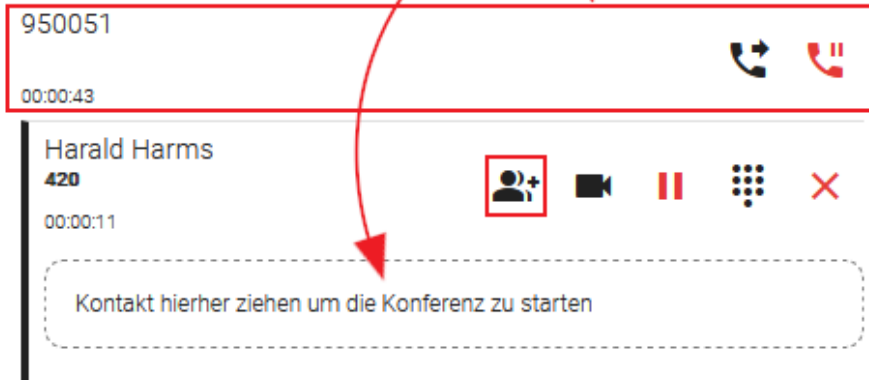 950051
00:00:43
Harald Harms
420
00:00:11
Kontakt hierher ziehen um die Konferenz zu starten